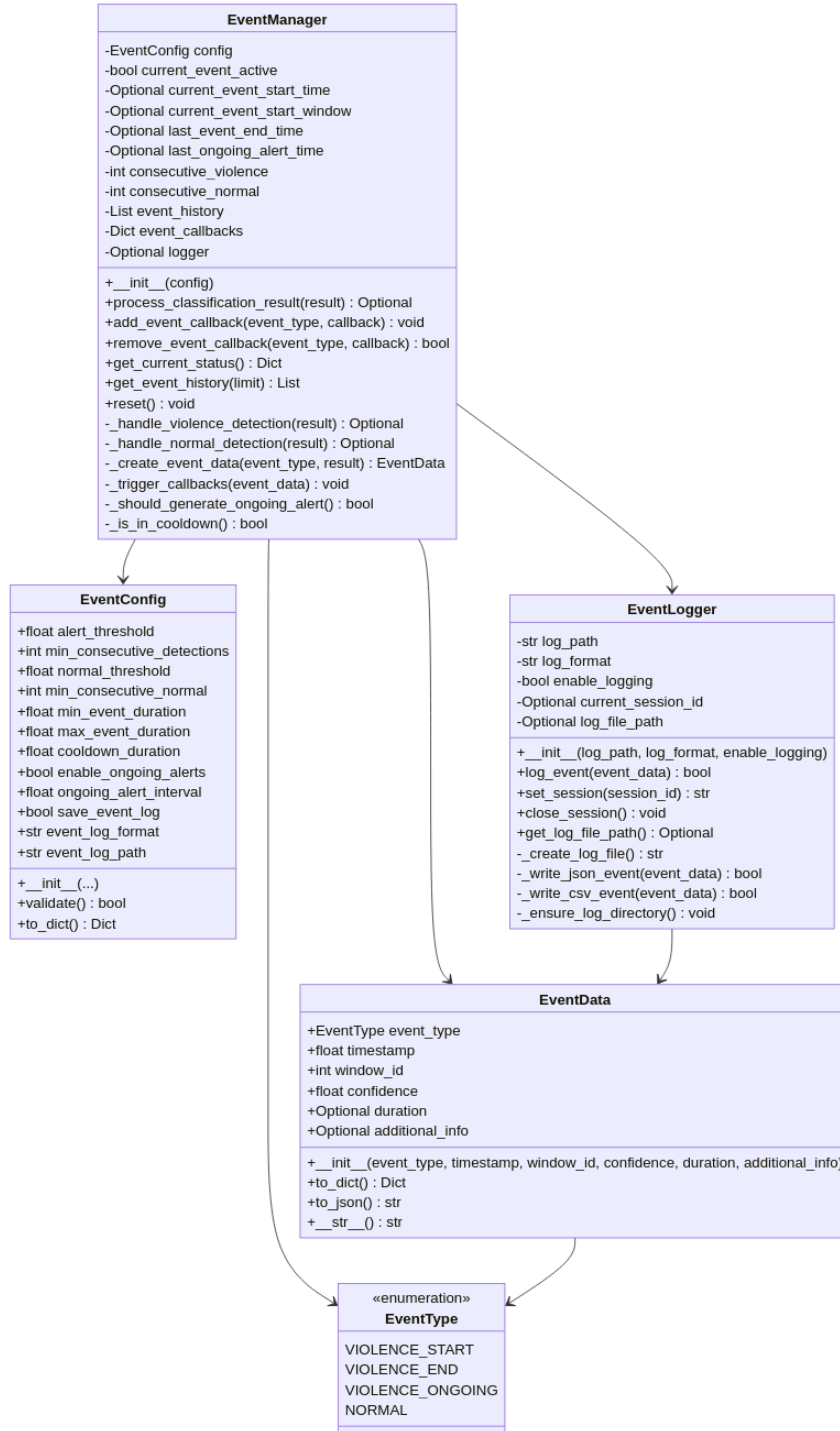 EventManager
-EventConfig config
-bool current_event_active
-Optional current_event_start_time
-Optional current_event_start_window
-Optional last_event_end_time
-Optional last_ongoing_alert_time
-int consecutive_violence
-int consecutive_normal
-List event_history
-Dict event_callbacks
-Optional logger
+__init__(config)
+process_classification_result(result) : Optional
+add_event_callback(event_type, callback) : void
+remove_event_callback(event_type, callback) : bool
+get_current_status() : Dict
+get_event_history(limit) : List
+reset() : void
-_handle_violence_detection(result) : Optional
-_handle_normal_detection(result) : Optional
-_create_event_data(event_type, result) : EventData
-_trigger_callbacks(event_data) : void
-_should_generate_ongoing_alert() : bool
-_is_in_cooldown() : bool
EventConfig
+float alert_threshold
+int min_consecutive_detections
+float normal_threshold
+int min_consecutive_normal
+float min_event_duration
+float max_event_duration
+float cooldown_duration
+bool enable_ongoing_alerts
+float ongoing_alert_interval
+bool save_event_log
+str event_log_format
+str event_log_path
+__init__(...)
+validate() : bool
+to_dict() : Dict
EventLogger
-str log_path
-str log_format
-bool enable_logging
-Optional current_session_id
-Optional log_file_path
+__init__(log_path, log_format, enable_logging)
+log_event(event_data) : bool
+set_session(session_id) : str
+close_session() : void
+get_log_file_path() : Optional
-_create_log_file() : str
-_write_json_event(event_data) : bool
-_write_csv_event(event_data) : bool
-_ensure_log_directory() : void
EventData
+EventType event_type
+float timestamp
+int window_id
+float confidence
+Optional duration
+Optional additional_info
+__init__(event_type, timestamp, window_id, confidence, duration, additional_info)
+to_dict() : Dict
+to_json() : str
+__str__() : str
«enumeration»
EventType
VIOLENCE_START
VIOLENCE_END
VIOLENCE_ONGOING
NORMAL